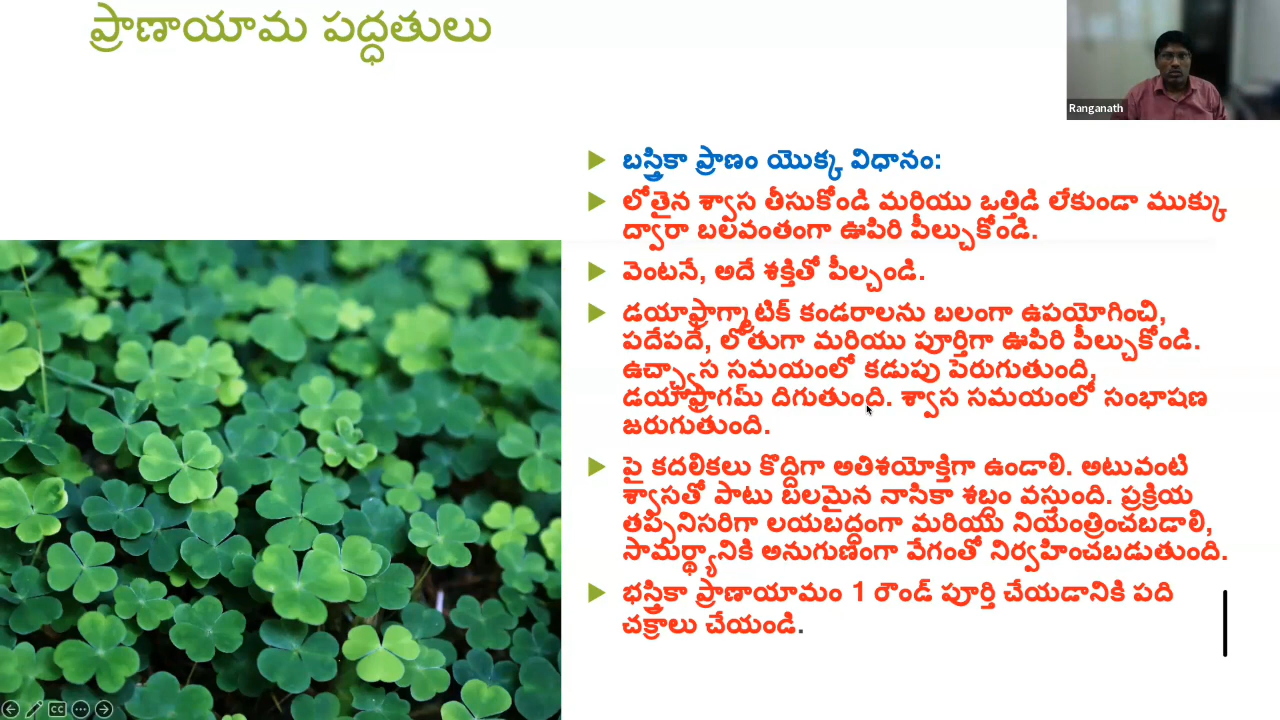 ప్రాణాయామ పద్ధతులు
Ranganath
బస్త్రికా ప్రాణం యొక్క విధానం:
లోతైన శ్వాస తీసుకోండి మరియు ఒత్తిడి లేకుండా ముక్కు
ద్వారా బలవంతంగా ఊపిరి పీల్చుకోండి.
వెంటనే, అదే శక్తితో పీల్చండి.
డయాఫ్రాగ్మాటిక్ కండరాలను బలంగా ఉపయోగించి,
పదేపదే, లోతుగా మరియు పూర్తిగా ఊపిరి పీల్చుకోండి.
ఉచ్ఛ్వాస సమయంలో కడుపు పెరుగుతుంది,
డయాఫ్రాగమ్ దిగుతుంది. శ్వాస సమయంలో సంభాషణ
జరుగుతుంది.
పై కదలికలు కొద్దిగా అతిశయోక్తిగా ఉండాలి. అటువంటి
శ్వాసతో పాటు బలమైన నాసికా శబ్దం వస్తుంది. ప్రక్రియ
తప్పనిసరిగా లయబద్ధంగా మరియు నియంత్రించబడాలి,
సామర్థ్యానికి అనుగుణంగా వేగంతో నిర్వహించబడుతుంది.
భస్త్రికా ప్రాణాయామం 1 రౌండ్ పూర్తి చేయడానికి పది
చక్రాలు చేయండి.
CC